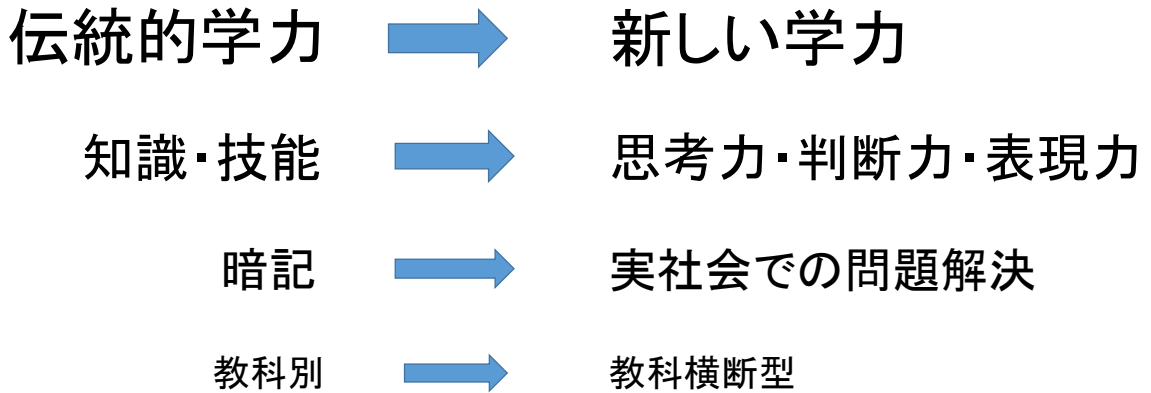 伝統的学力 新しい学力
知識・技能 思考力・判断力・表現力
暗記 実社会での問題解決
教科別 教科横断型